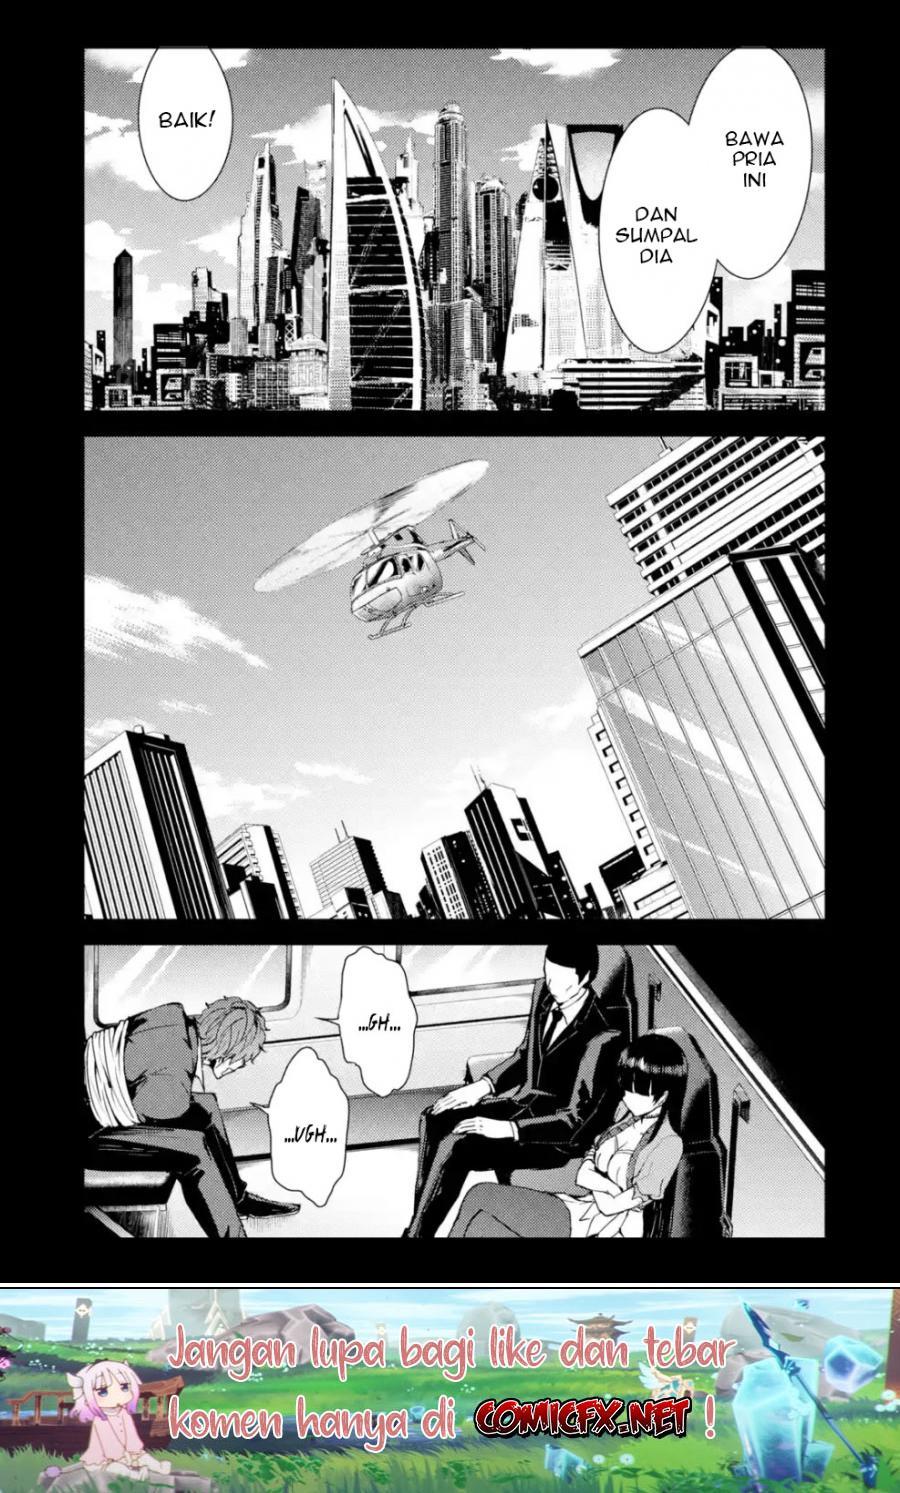 BAWA
PRIA
INI
DAN
SUMPAL
DIA
BAIK!
...GH...
...UGH...
Jangan lupa bagi like dan tebar
komen hanya di COMICFX.NET !